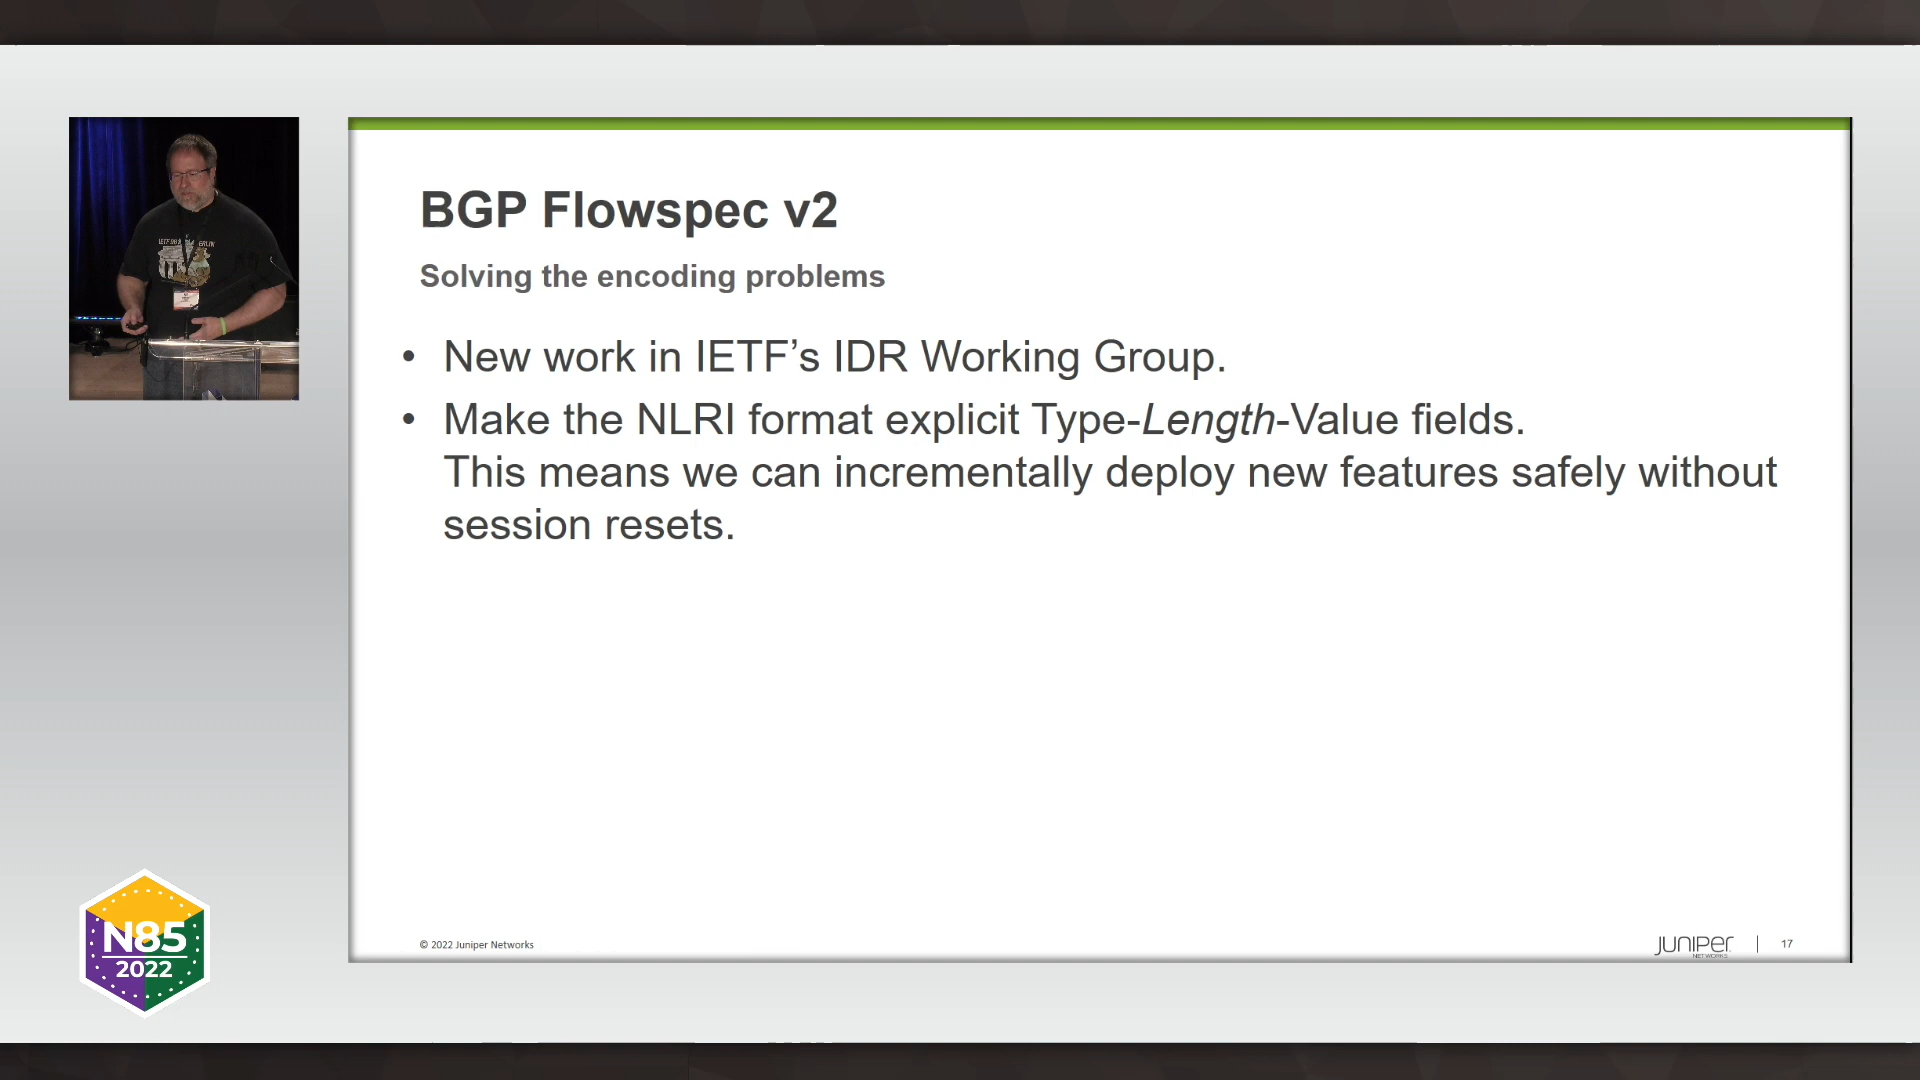 BGP Flowspec v2
Solving the encoding problems
• New work in IETF’s IDR Working Group.
• Make the NLRI format explicit Type-Length-Value fields.
This means we can incrementally deploy new features safely without
session resets.
© 2022 Juniper Networks
JUNIPEr
NETWORKS
17
N85
2022